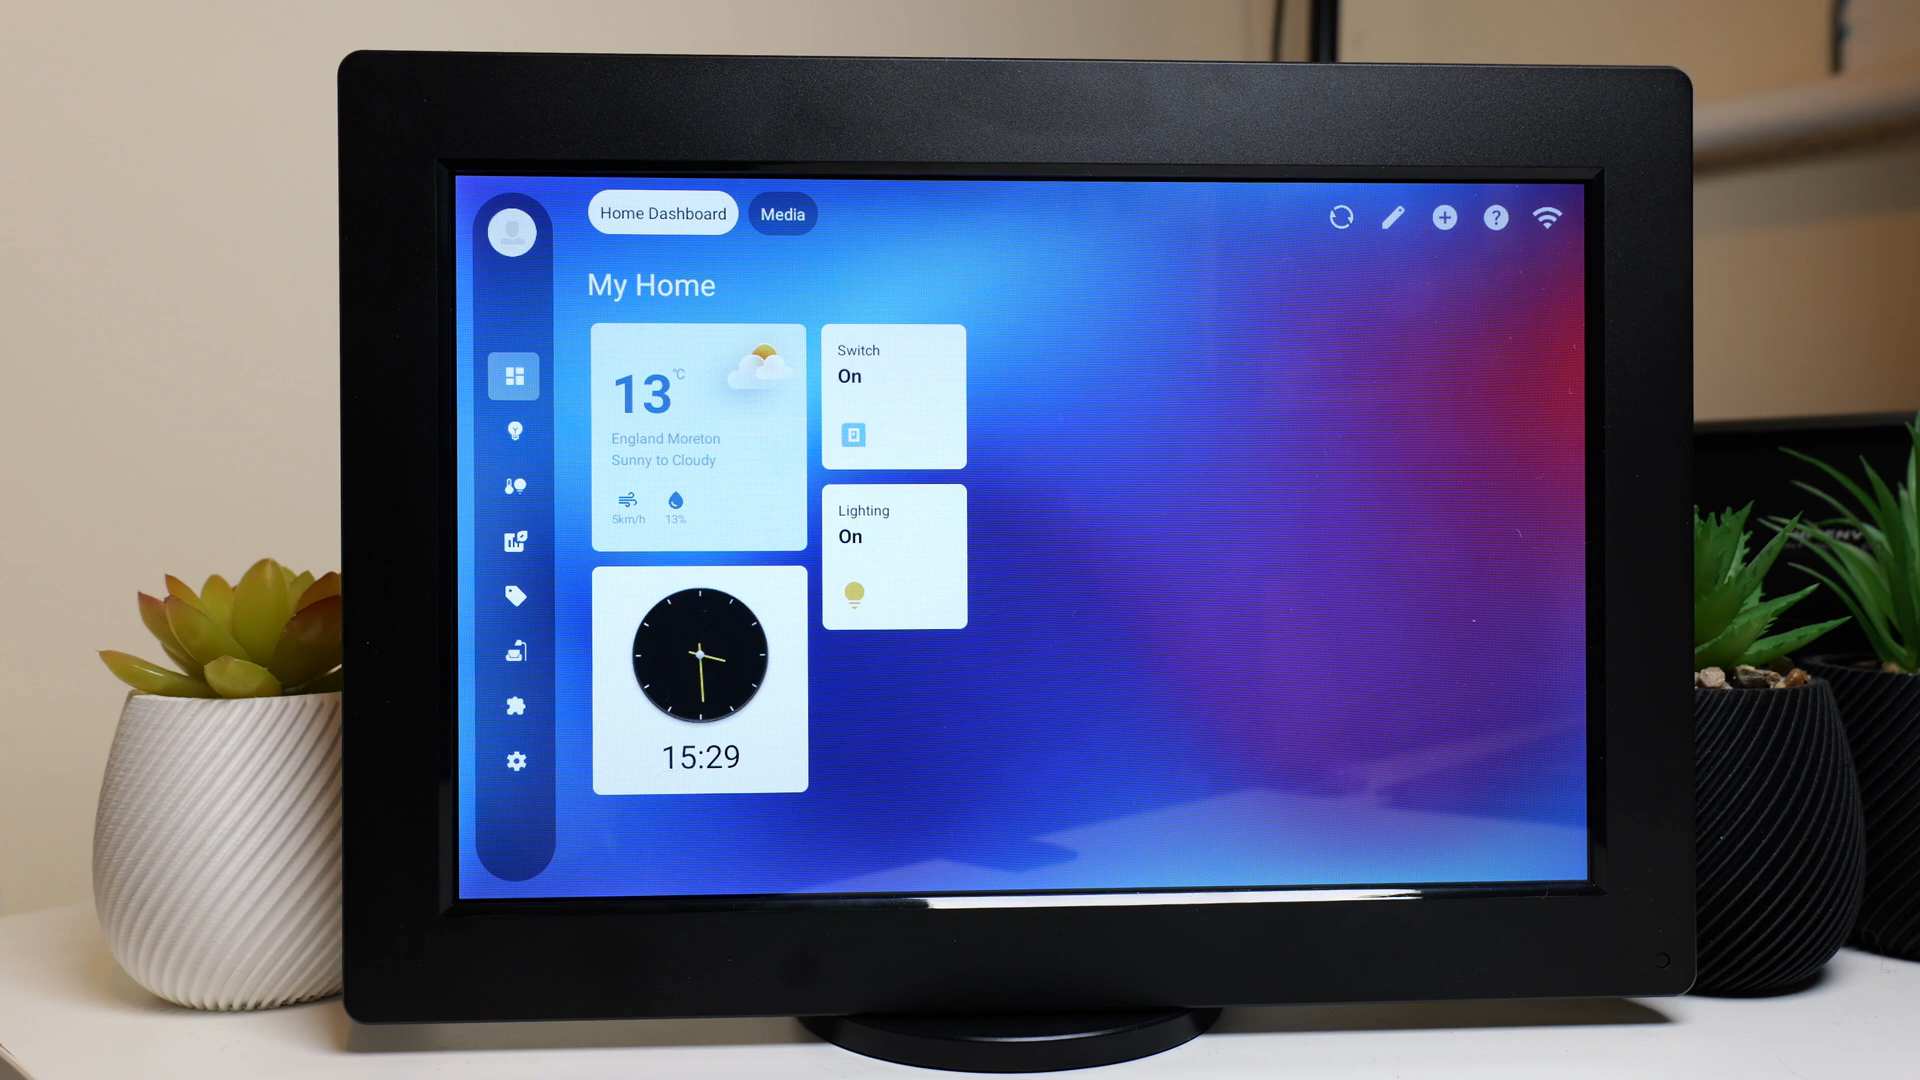 Home Dashboard
Media
My Home
13 °C
England Moreton
Sunny to Cloudy
5km/h
13%
15:29
Switch
On
Lighting
On